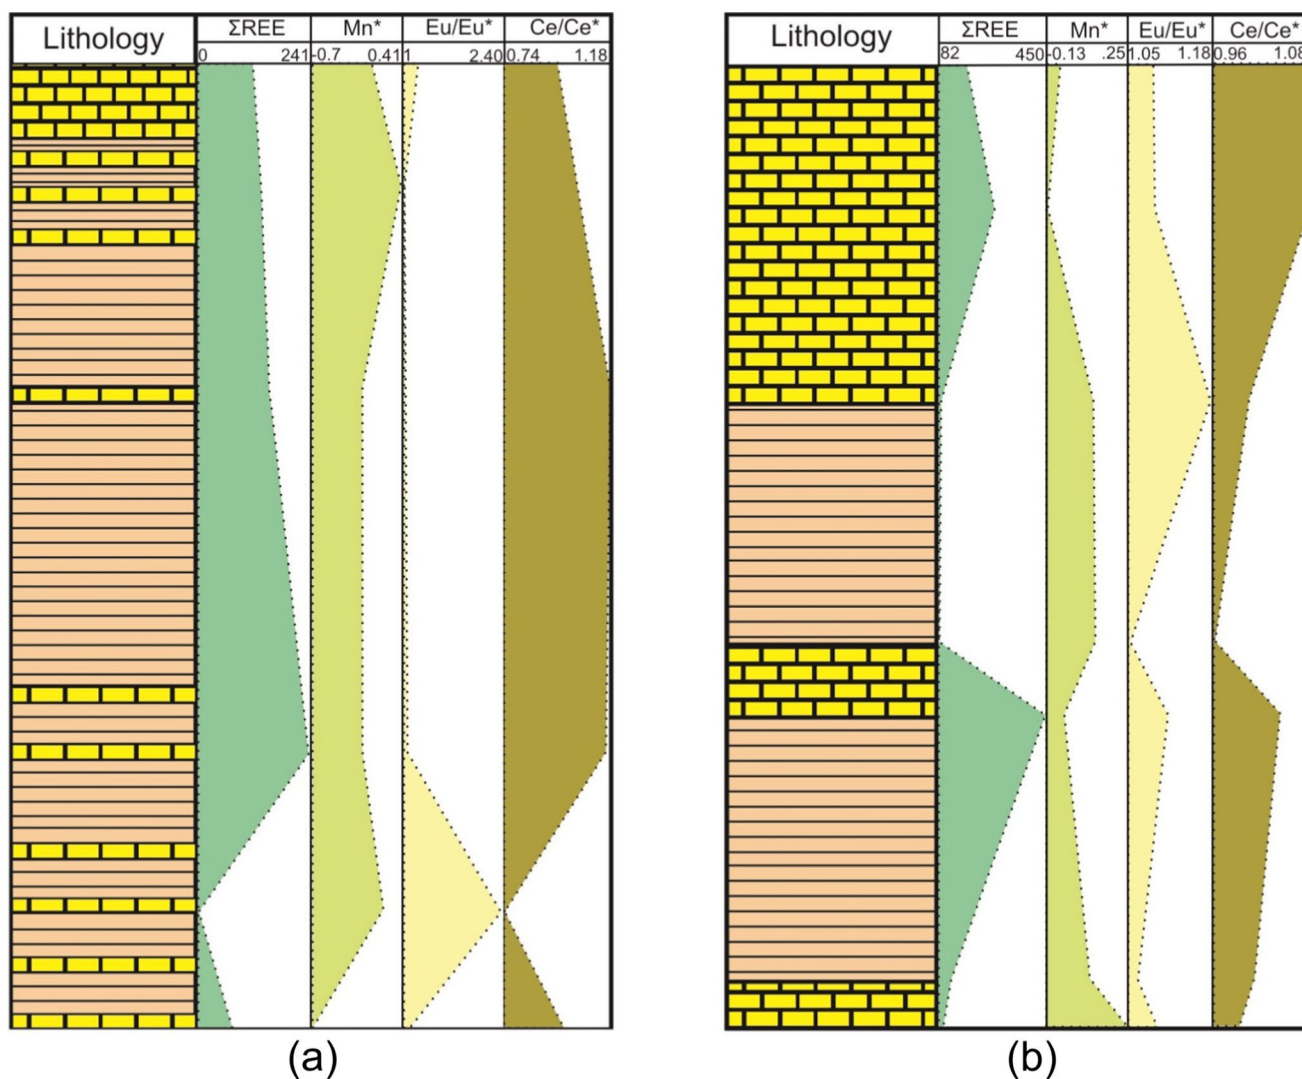 Lithology ΣREE Mn* Eu/Eu* Ce/Ce*
0 241 -0.7 0.41 1 2.40 0.74 1.18
Lithology ΣREE Mn* Eu/Eu* Ce/Ce*
82 450 -0.13 .25 1.05 1.18 0.96 1.08
(a) (b)